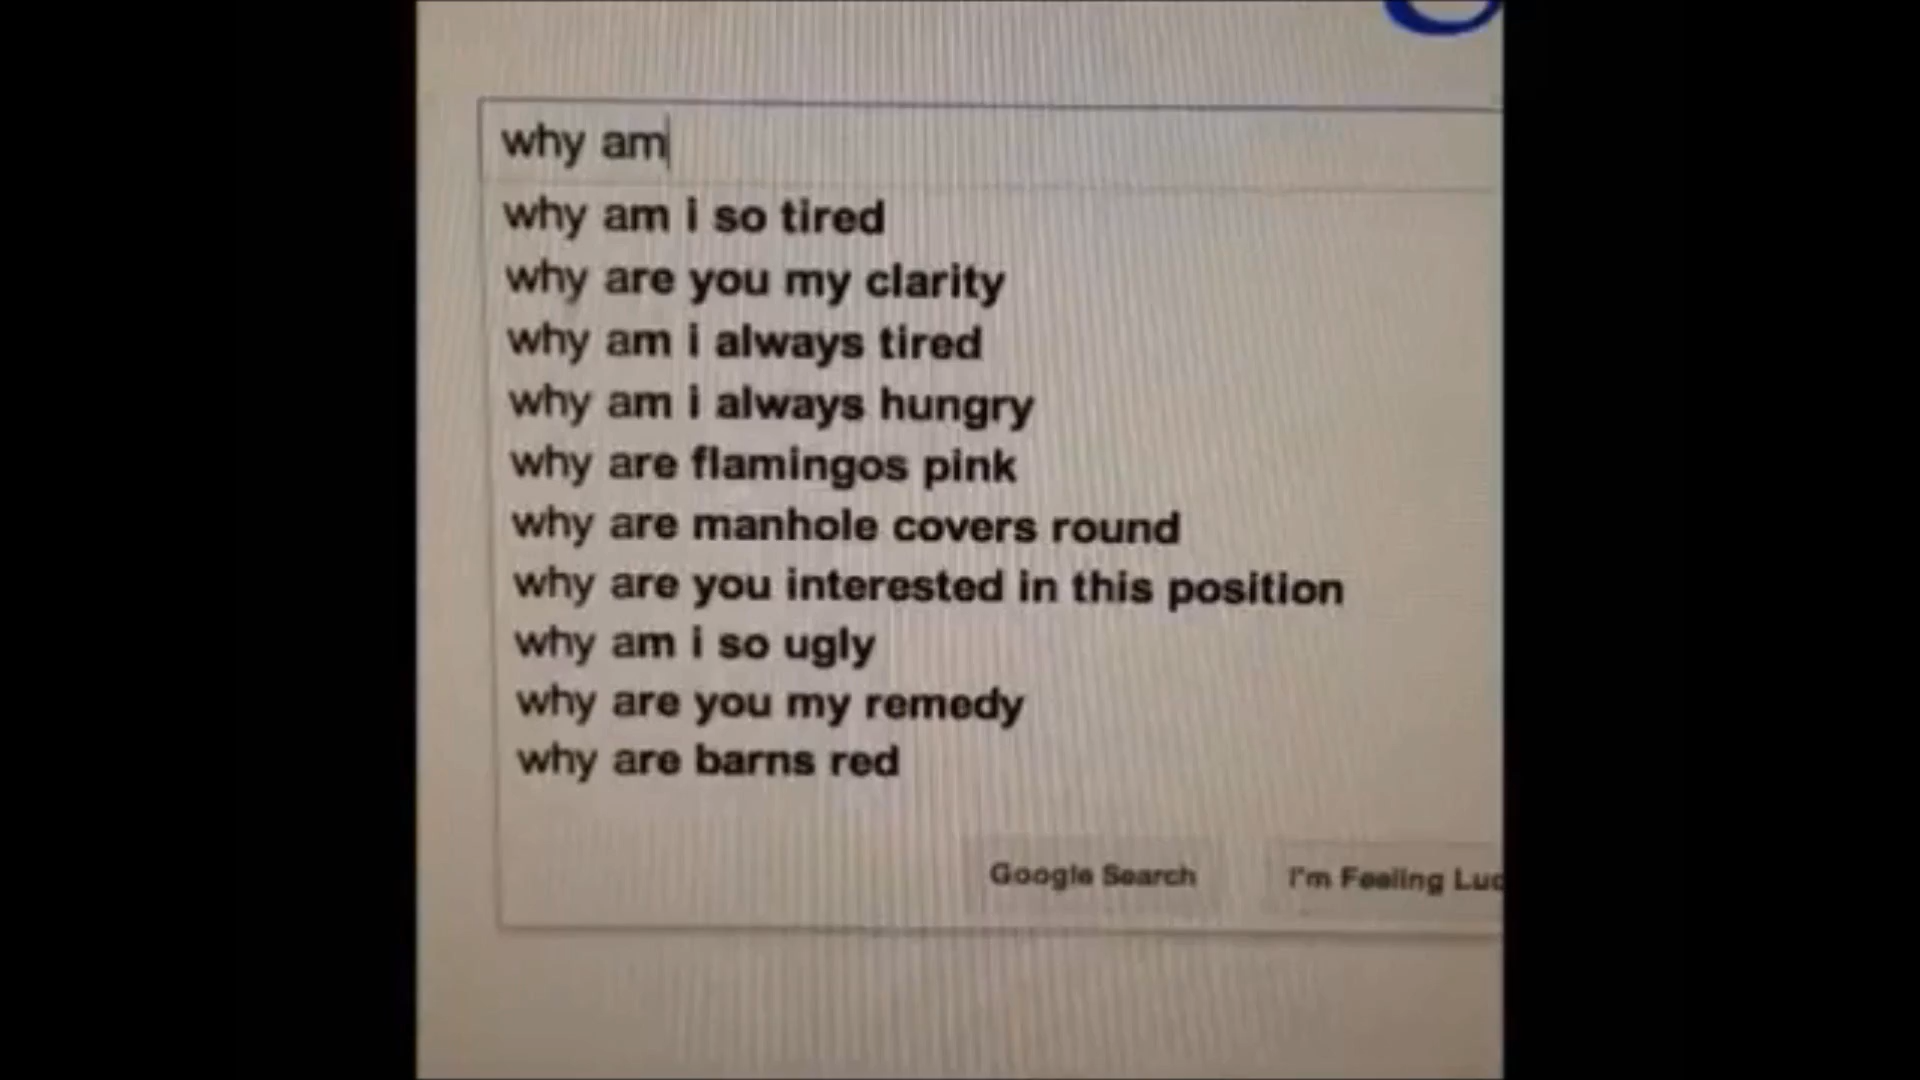 why am
why am i so tired
why are you my clarity
why am i always tired
why am i always hungry
why are flamingos pink
why are manhole covers round
why are you interested in this position
why am i so ugly
why are you my remedy
why are barns red
Google Search
I'm Feeling